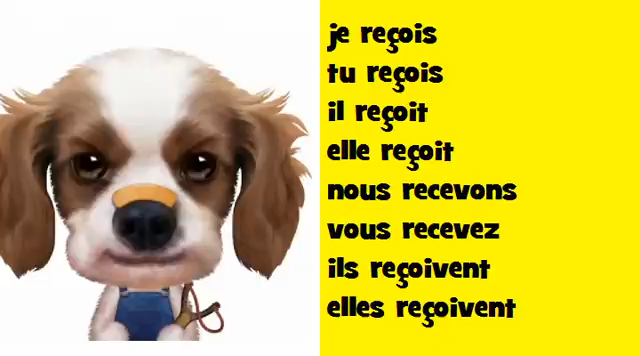 je reçois
tu reçois
il reçoit
elle reçoit
nous recevons
vous recevez
ils reçoivent
elles reçoivent